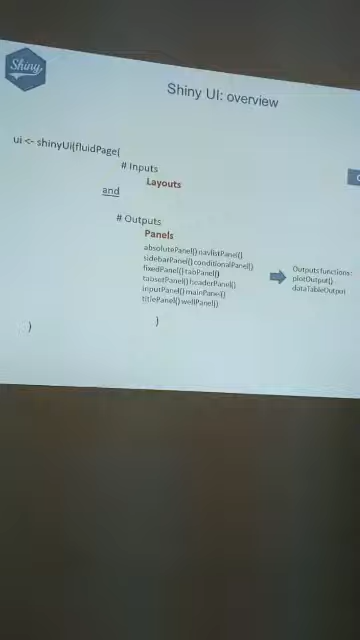 Shiny
Shiny UI: overview
ui <- shinyUI(fluidPage(
# Inputs
Layouts
and
# Outputs
Panels
absolutePanel() navlistPanel()
sidebarPanel() conditionalPanel()
fixedPanel() tabPanel()
tabsetPanel() headerPanel()
inputPanel() mainPanel()
titlePanel() wellPanel()
Outputs functions:
plotOutput()
dataTableOutput
)
)